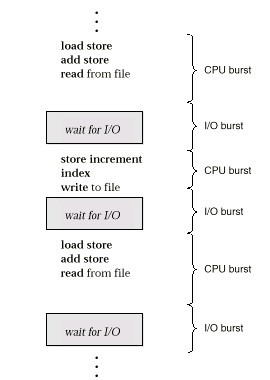 load store
add store
read from file
CPU burst
wait for I/O
I/O burst
store increment
index
write to file
CPU burst
wait for I/O
I/O burst
load store
add store
read from file
CPU burst
wait for I/O
I/O burst